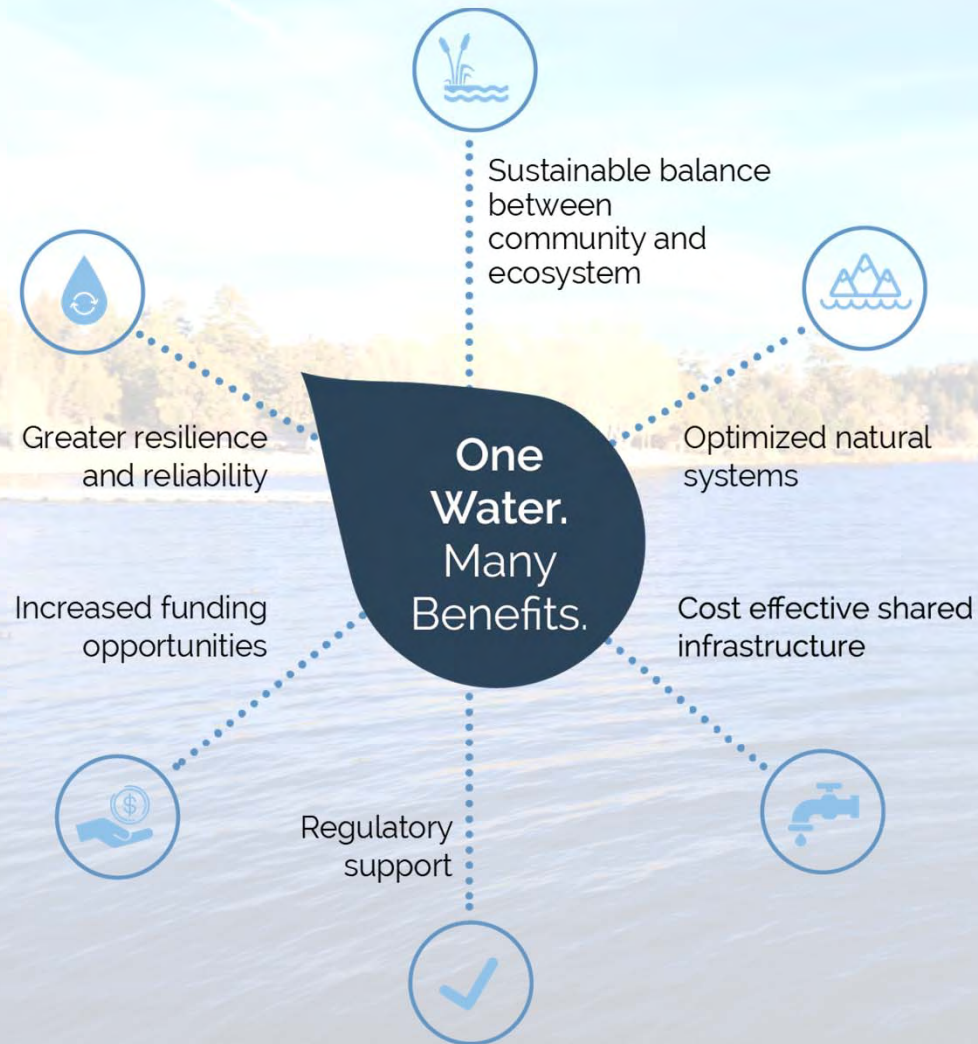 Sustainable balance
between
community and
ecosystem
Greater resilience
and reliability
One
Water.
Many
Benefits.
Optimized natural
systems
Increased funding
opportunities
Cost effective shared
infrastructure
$
Regulatory
support